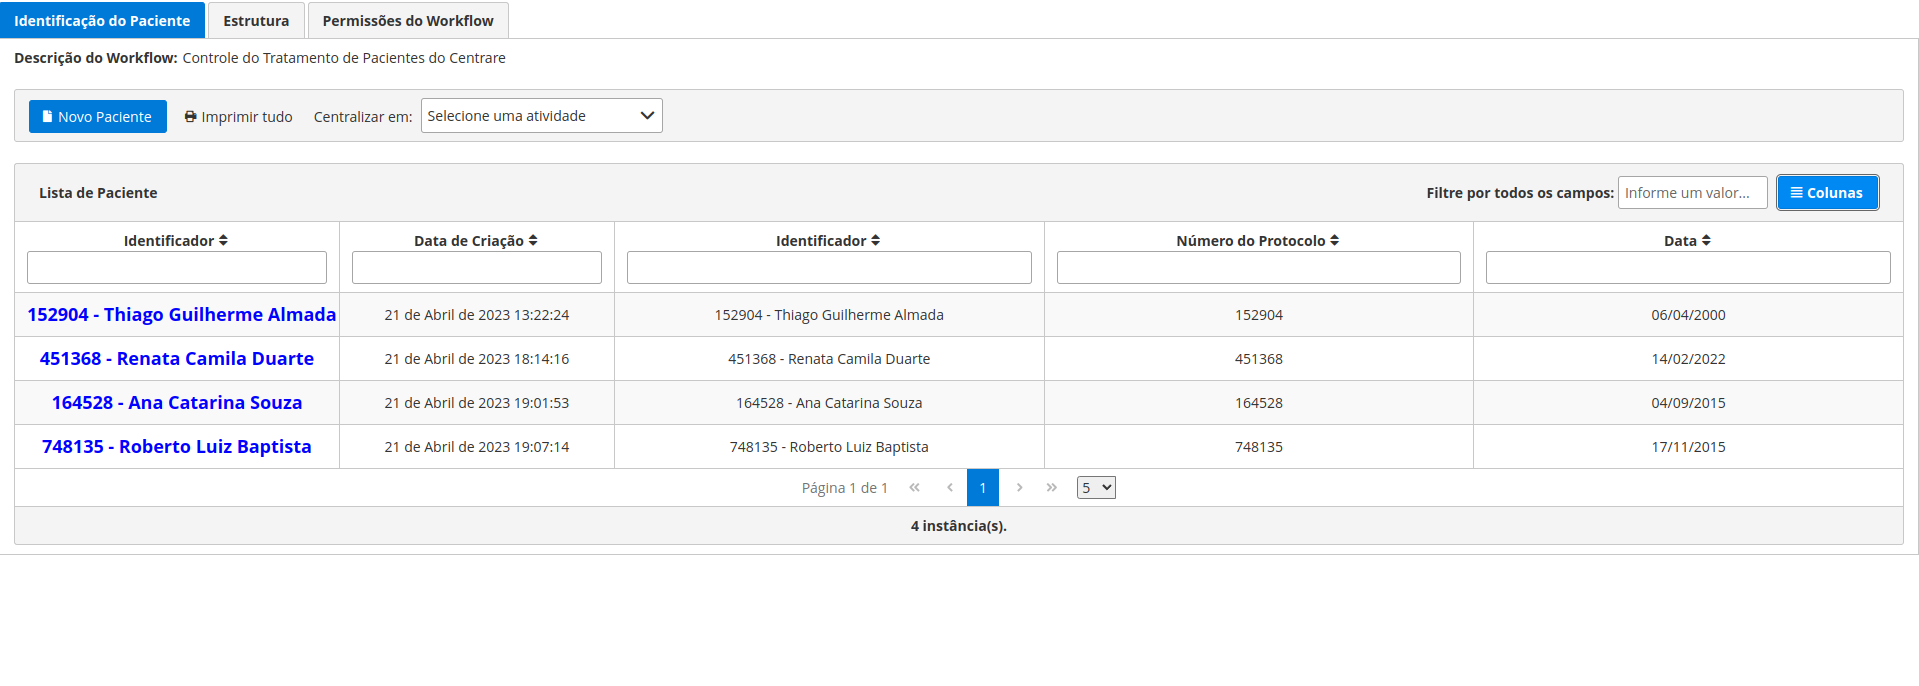 Identificação do Paciente Estrutura Permissões do Workflow
Descrição do Workflow: Controle do Tratamento de Pacientes do Centrare
Novo Paciente Imprimir tudo Centralizar em: Selecione uma atividade
Lista de Paciente Filtre por todos os campos: Informe um valor... Colunas
Identificador Data de Criação Identificador Número do Protocolo Data
152904 - Thiago Guilherme Almada 21 de Abril de 2023 13:22:24 152904 - Thiago Guilherme Almada 152904 06/04/2000
451368 - Renata Camila Duarte 21 de Abril de 2023 18:14:16 451368 - Renata Camila Duarte 451368 14/02/2022
164528 - Ana Catarina Souza 21 de Abril de 2023 19:01:53 164528 - Ana Catarina Souza 164528 04/09/2015
748135 - Roberto Luiz Baptista 21 de Abril de 2023 19:07:14 748135 - Roberto Luiz Baptista 748135 17/11/2015
Página 1 de 1 1 5
4 instância(s).